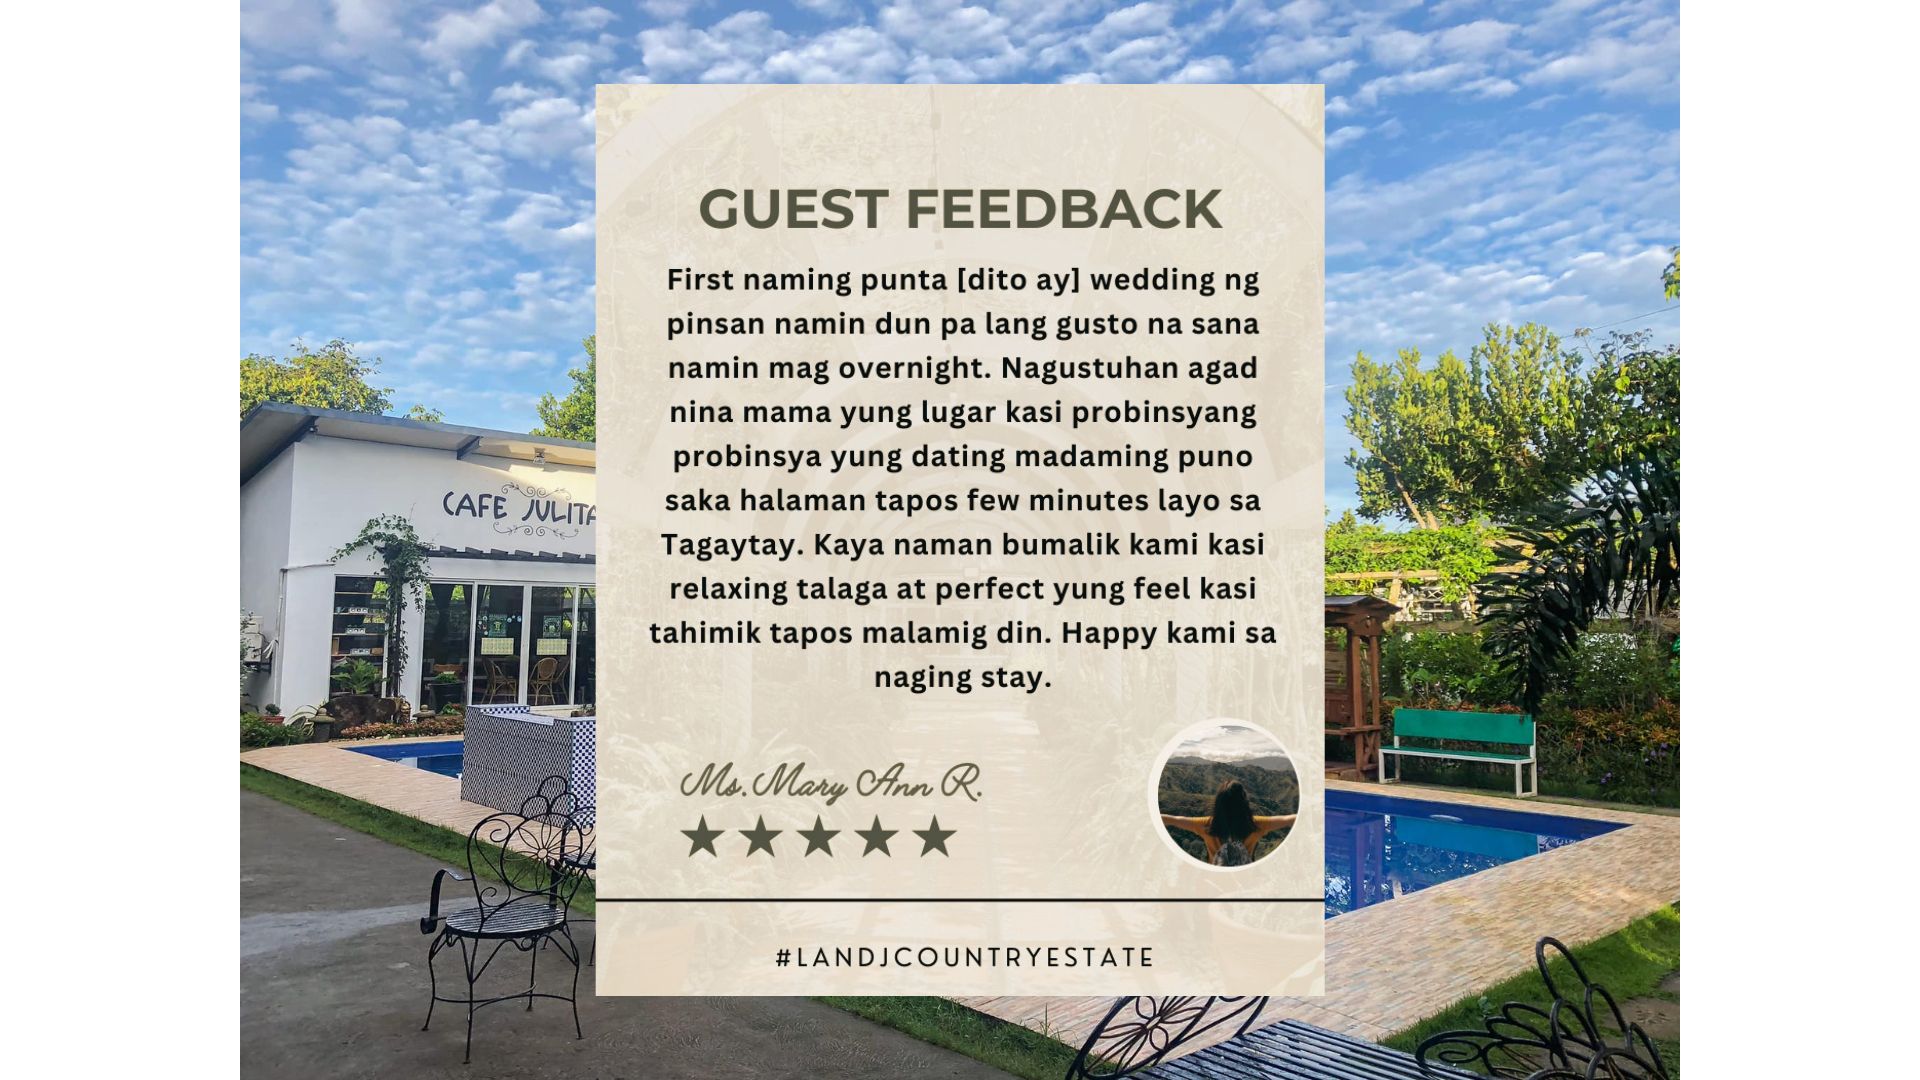 GUEST FEEDBACK
First naming punta [dito ay] wedding ng
pinsan namin dun pa lang gusto na sana
namin mag overnight. Nagustuhan agad
nina mama yung lugar kasi probinsyang
probinsya yung dating madaming puno
saka halaman tapos few minutes layo sa
Tagaytay. Kaya naman bumalik kami kasi
relaxing talaga at perfect yung feel kasi
tahimik tapos malamig din. Happy kami sa
naging stay.
Ms. Mary Ann R.
#LANDJCOUNTRYESTATE
CAFE JULITA